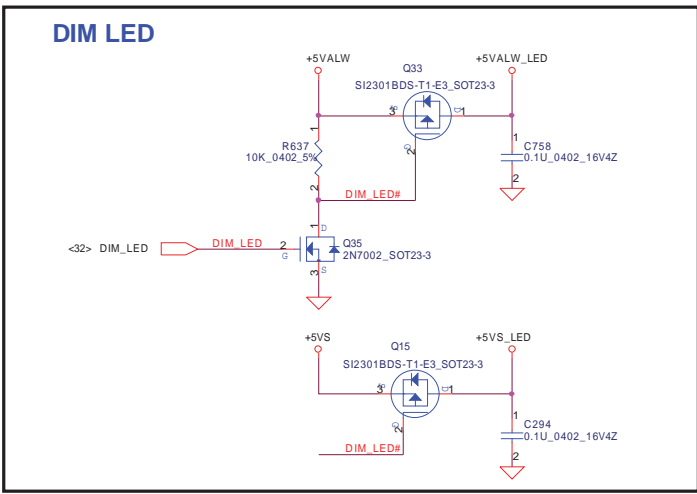 DIM LED
+5VALW
Q33
+5VALW_LED
SI2301BDS-T1-E3_SOT23-3
3
S
D
1
G
2
1
R637
10K_0402_5%
2
1
C758
0.1U_0402_16V4Z
2
DIM_LED#
1
D
<32> DIM_LED
DIM_LED
2
G
Q35
2N7002_SOT23-3
3
S
+5VS
Q15
+5VS_LED
SI2301BDS-T1-E3_SOT23-3
3
S
D
1
G
2
1
C294
0.1U_0402_16V4Z
2
DIM_LED#